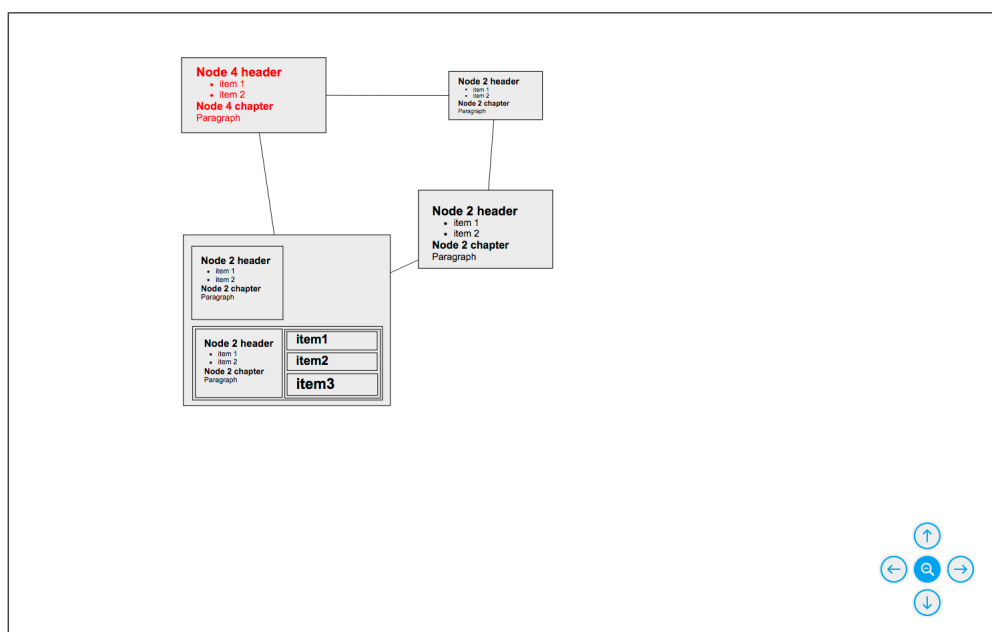 Node 4 header
• item 1
• item 2
Node 4 chapter
Paragraph
Node 2 header
• item 1
• item 2
Node 2 chapter
Paragraph
Node 2 header
• item 1
• item 2
Node 2 chapter
Paragraph
Node 2 header
• item 1
• item 2
Node 2 chapter
Paragraph
Node 2 header
• item 1
• item 2
Node 2 chapter
Paragraph
item1
item2
item3